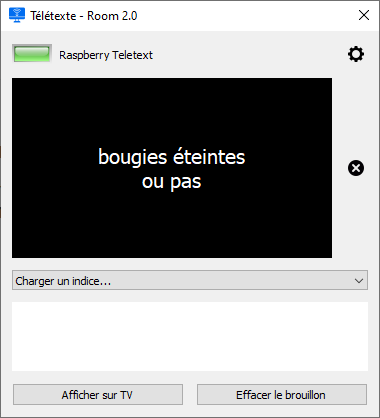 Télétexte - Room 2.0
Raspberry Teletext
bougies éteintes
ou pas
Charger un indice...
Afficher sur TV
Effacer le brouillon